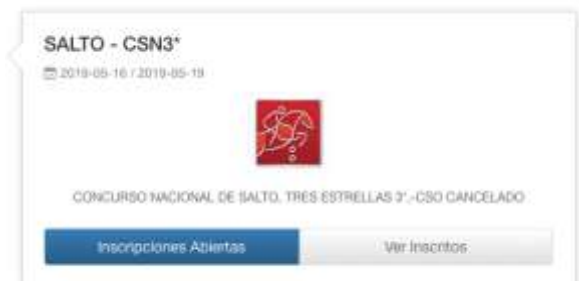 SALTO - CSN3*
2019-05-16 / 2019-05-19
CONCURSO NACIONAL DE SALTO, TRES ESTRELLAS 3*.-CSO CANCELADO
Inscripciones Abiertas
Ver Inscritos